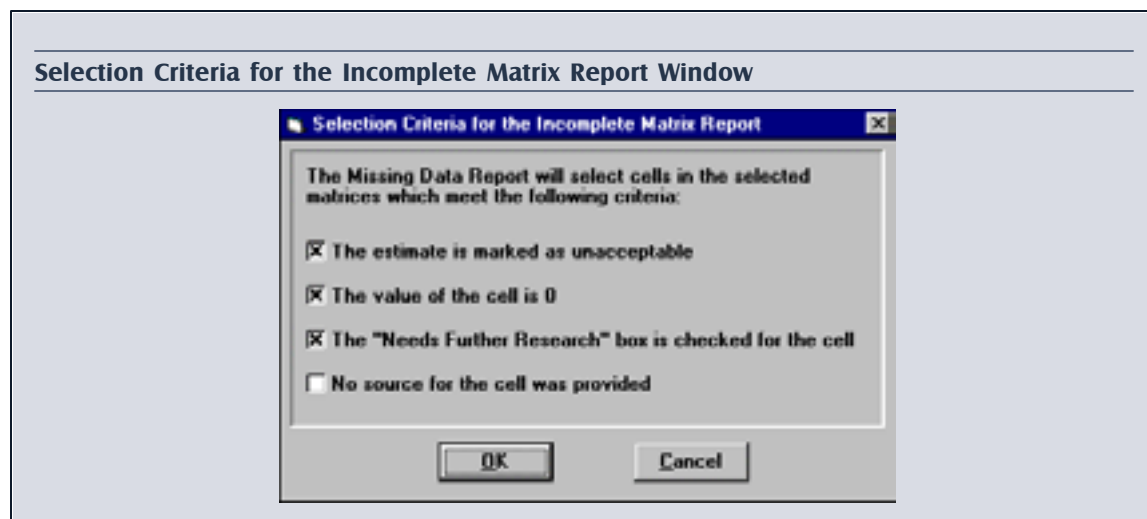 Selection Criteria for the Incomplete Matrix Report Window
Selection Criteria for the Incomplete Matrix Report
The Missing Data Report will select cells in the selected
matrices which meet the following criteria:
The estimate is marked as unacceptable
The value of the cell is 0
The "Needs Further Research" box is checked for the cell
No source for the cell was provided
OK
Cancel